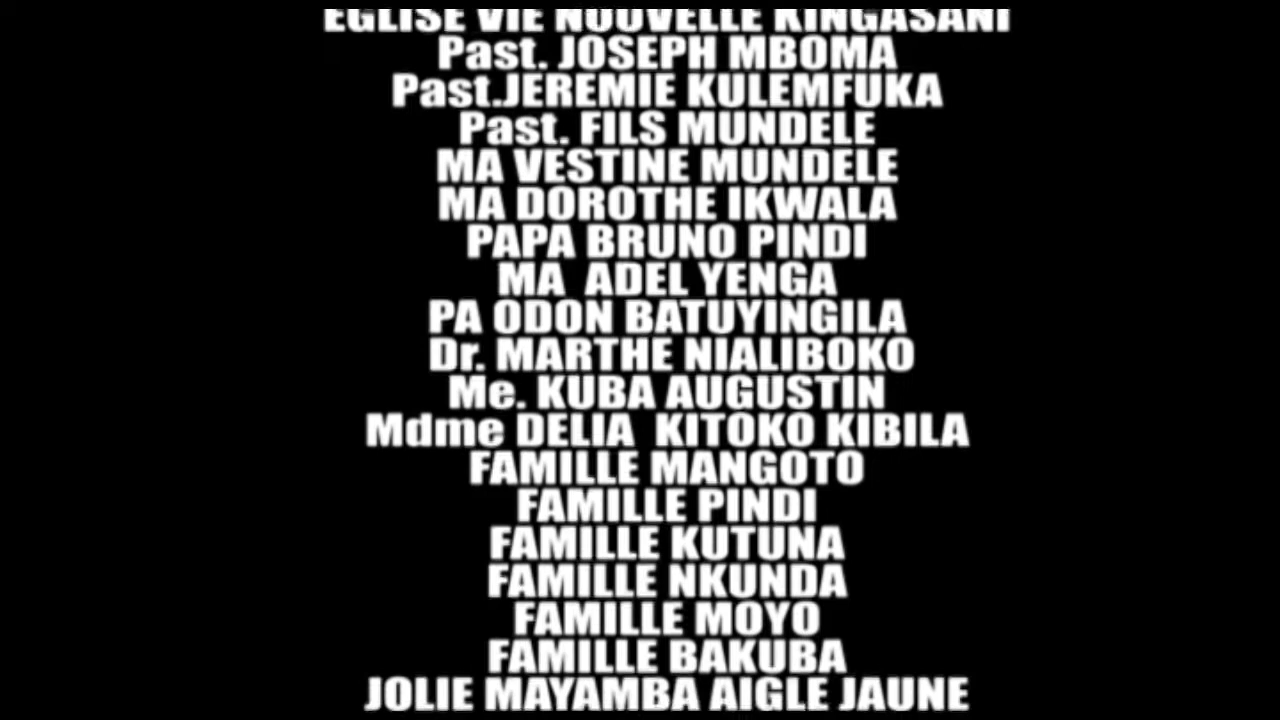 EGLISE VIE NOUVELLE KINGASANI
Past. JOSEPH MBOMA
Past.JEREMIE KULEMFUKA
Past. FILS MUNDELE
MA VESTINE MUNDELE
MA DOROTHE IKWALA
PAPA BRUNO PINDI
MA  ADEL YENGA
PA ODON BATUYINGILA
Dr. MARTHE NIALIBOKO
Me. KUBA AUGUSTIN
Mdme DELIA  KITOKO KIBILA
FAMILLE MANGOTO
FAMILLE PINDI
FAMILLE KUTUNA
FAMILLE NKUNDA
FAMILLE MOYO
FAMILLE BAKUBA
JOLIE MAYAMBA AIGLE JAUNE